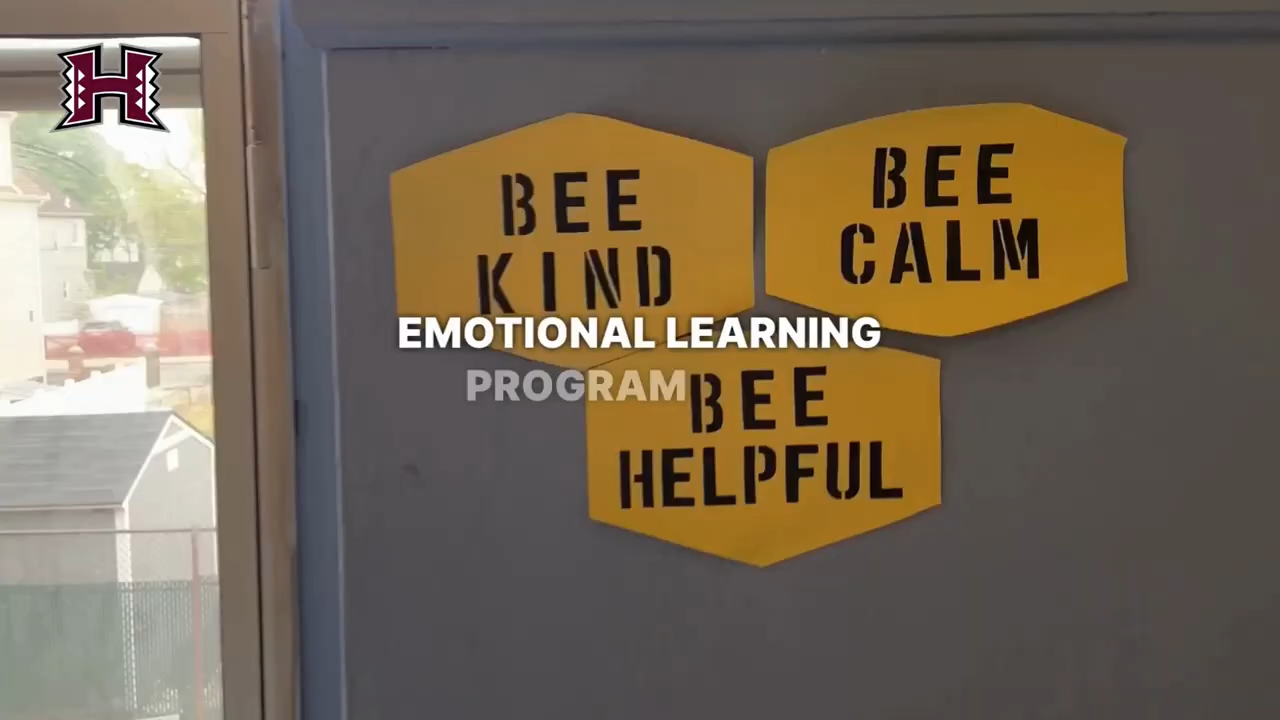 H
BEE
KIND
BEE
CALM
EMOTIONAL LEARNING
PROGRAM
BEE
HELPFUL